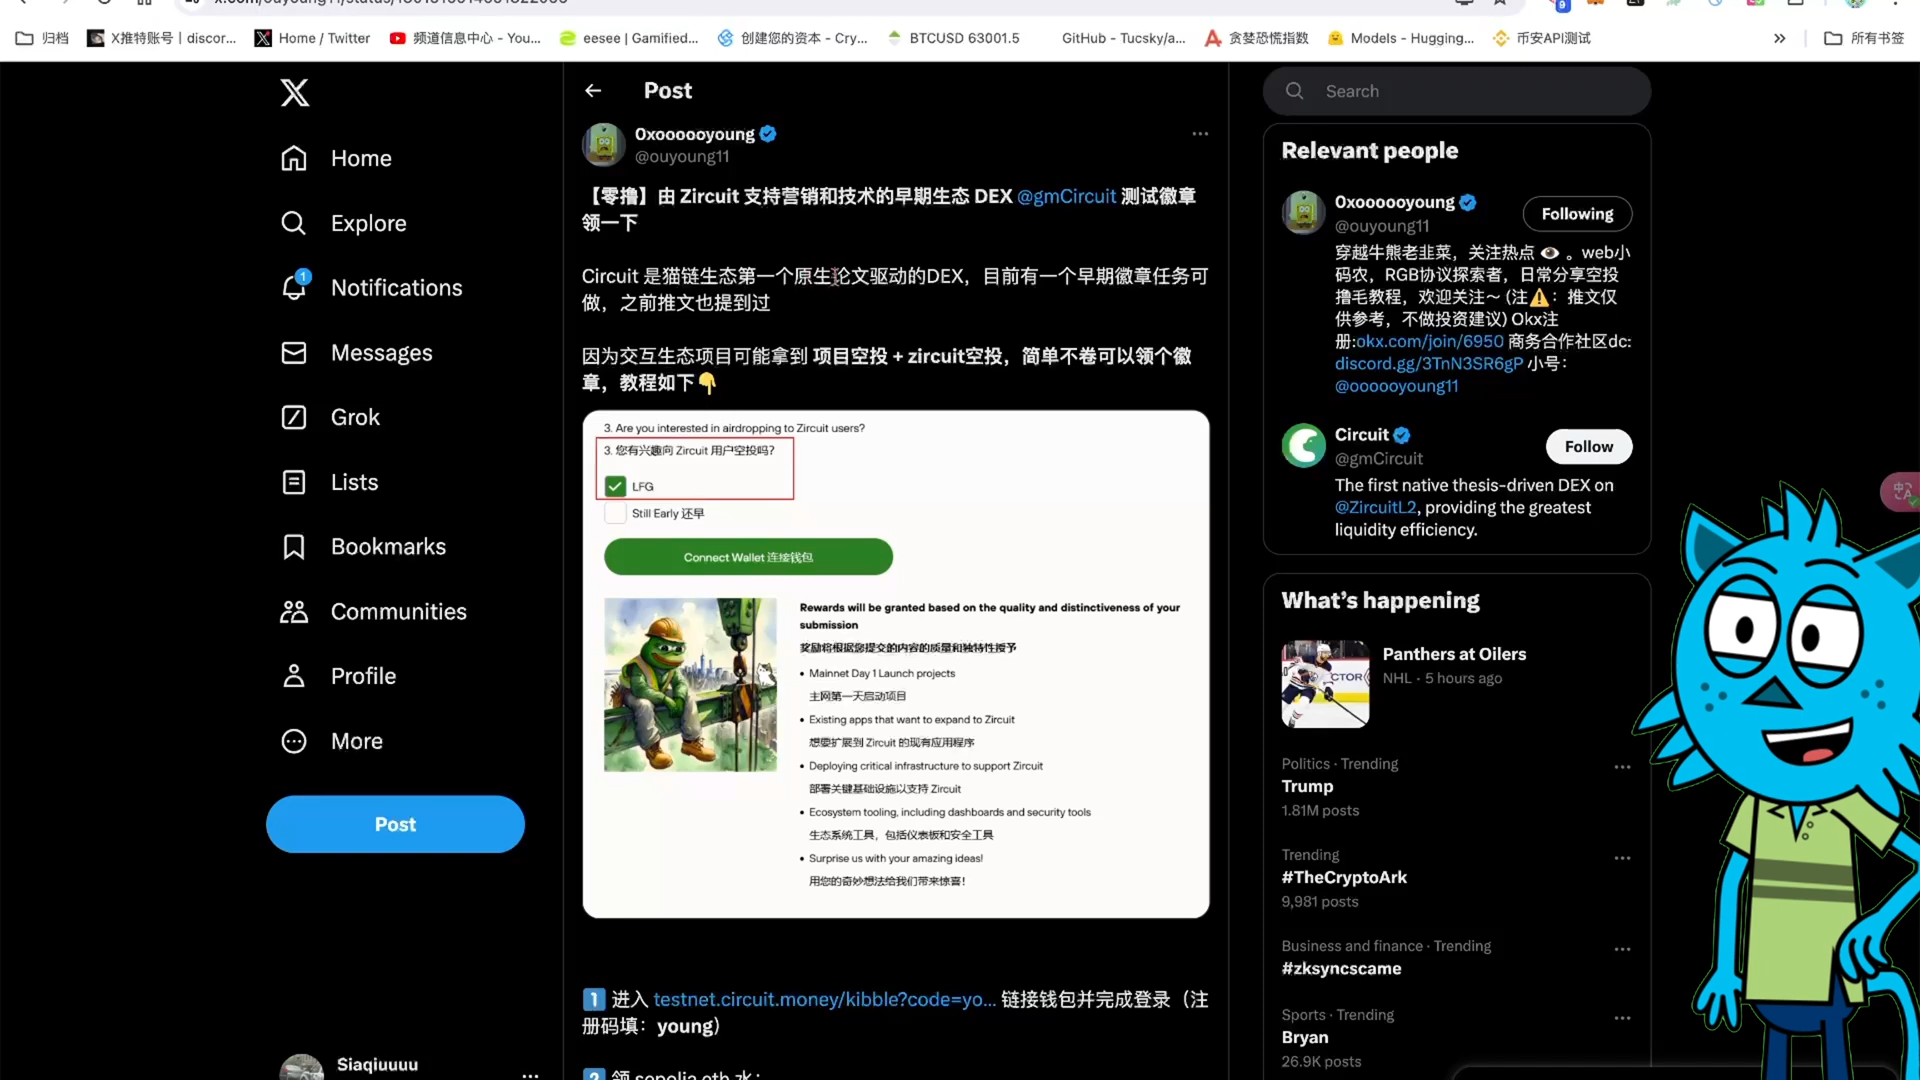 归档
X推特账号 | discor...
Home / Twitter
频道信息中心 - You...
eesee | Gamified...
创建您的资本 - Cry...
BTCUSD 63001.5
GitHub - Tucsky/a...
贪婪恐慌指数
Models - Hugging...
币安API测试
»
所有书签
Home
Explore
1
Notifications
Messages
Grok
Lists
Bookmarks
Communities
Profile
More
Post
Siaqiuuuu
Post
0xoooooyoung
@ouyoung11
【零撸】由 Zircuit 支持营销和技术的早期生态 DEX @gmCircuit 测试徽章
领一下
Circuit 是猫链生态第一个原生论文驱动的DEX，目前有一个早期徽章任务可
做，之前推文也提到过
因为交互生态项目可能拿到 项目空投 + zircuit空投，简单不卷可以领个徽
章，教程如下👇
3. Are you interested in airdropping to Zircuit users?
3. 您有兴趣向 Zircuit 用户空投吗？
LFG
Still Early 还早
Connect Wallet 连接钱包
Rewards will be granted based on the quality and distinctiveness of your
submission
奖励将根据您提交的内容的质量和独特性授予
• Mainnet Day 1 Launch projects
主网第一天启动项目
• Existing apps that want to expand to Zircuit
想要扩展到 Zircuit 的现有应用程序
• Deploying critical infrastructure to support Zircuit
部署关键基础设施以支持 Zircuit
• Ecosystem tooling, including dashboards and security tools
生态系统工具，包括仪表板和安全工具
• Surprise us with your amazing ideas!
用您的奇妙想法给我们带来惊喜！
1️⃣ 进入 testnet.circuit.money/kibble?code=yo... 链接钱包并完成登录（注
册码填：young）
2️⃣ 领 sepolia eth 水：
Search
Relevant people
0xoooooyoung
@ouyoung11
Following
穿越牛熊老韭菜，关注热点 👁 。web小
码农，RGB协议探索者，日常分享空投
撸毛教程，欢迎关注～ (注⚠️：推文仅
供参考，不做投资建议) Okx注
册:okx.com/join/6950 商务合作社区dc:
discord.gg/3TnN3SR6gP 小号：
@oooooyoung11
Circuit
@gmCircuit
Follow
The first native thesis-driven DEX on
@ZircuitL2, providing the greatest
liquidity efficiency.
What's happening
Panthers at Oilers
NHL · 5 hours ago
Politics · Trending
Trump
1.81M posts
Trending
#TheCryptoArk
9,981 posts
Business and finance · Trending
#zksyncscame
Sports · Trending
Bryan
26.9K posts